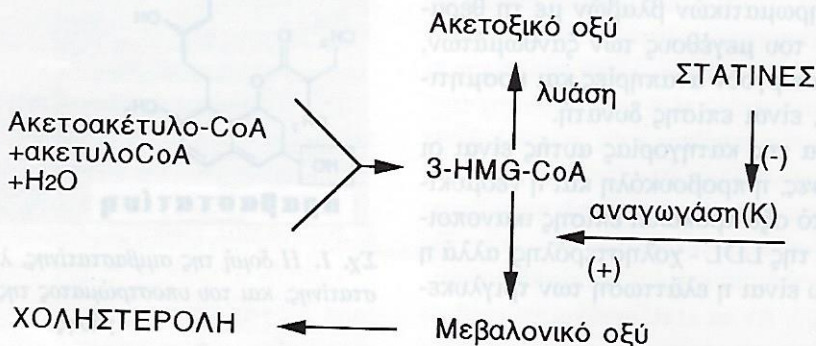 Ακετοξικό οξύ
ΣΤΑΤΙΝΕΣ
λυάση
Ακετοακέτυλο-CoA
+ακετυλοCoA
+H2O
3-HMG-CoA
(-)
αναγωγάση(Κ)
(+)
ΧΟΛΗΣΤΕΡΟΛΗ
Μεβαλονικό οξύ